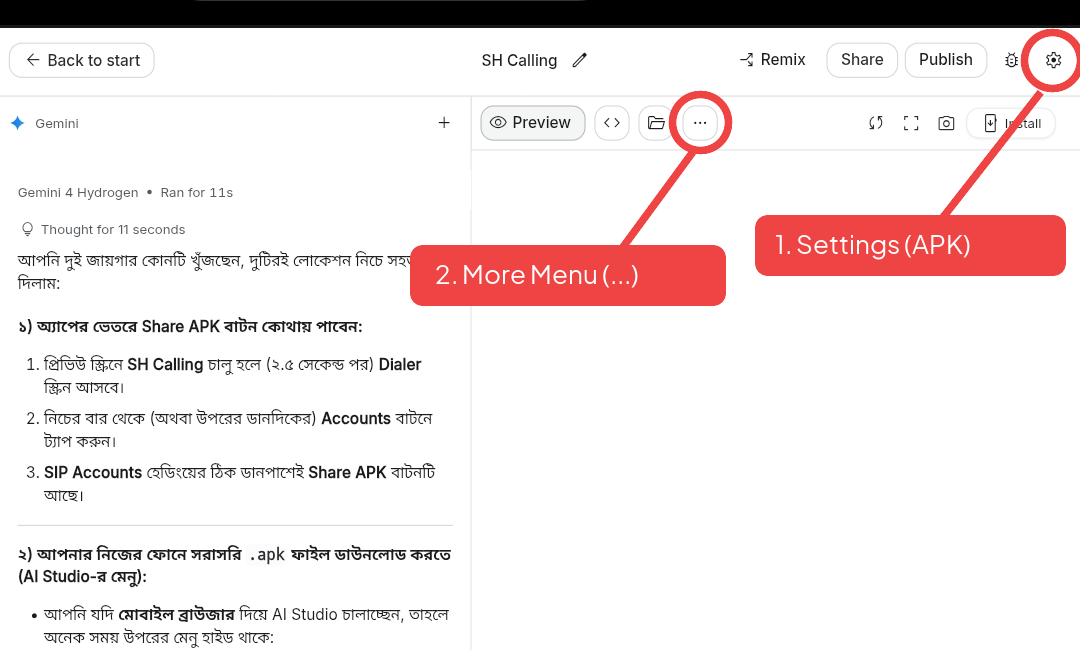 Back to start
SH Calling
Remix
Share
Publish
Gemini
Preview
Install
Gemini 4 Hydrogen • Ran for 11s
Thought for 11 seconds
1. Settings (APK)
2. More Menu (...)
আপনি দুই জায়গার কোনটি খুঁজছেন, দুটিরই লোকেশন নিচে
দিলাম:
১) অ্যাপের ভেতরে Share APK বাটন কোথায় পাবেন:
1. প্রিভিউ স্ক্রিনে SH Calling চালু হলে (২.৫ সেকেন্ড পর) Dialer
স্ক্রিন আসবে।
2. নিচের বার থেকে (অথবা উপরের ডানদিকের) Accounts বাটনে
ট্যাপ করুন।
3. SIP Accounts হেডিংয়ের ঠিক ডানপাশেই Share APK বাটনটি
আছে।
২) আপনার নিজের ফোনে সরাসরি .apk ফাইল ডাউনলোড করতে
(AI Studio-র মেনু):
• আপনি যদি মোবাইল ব্রাউজার দিয়ে AI Studio চালাচ্ছেন, তাহলে
অনেক সময় উপরের মেনু হাইড থাকে: